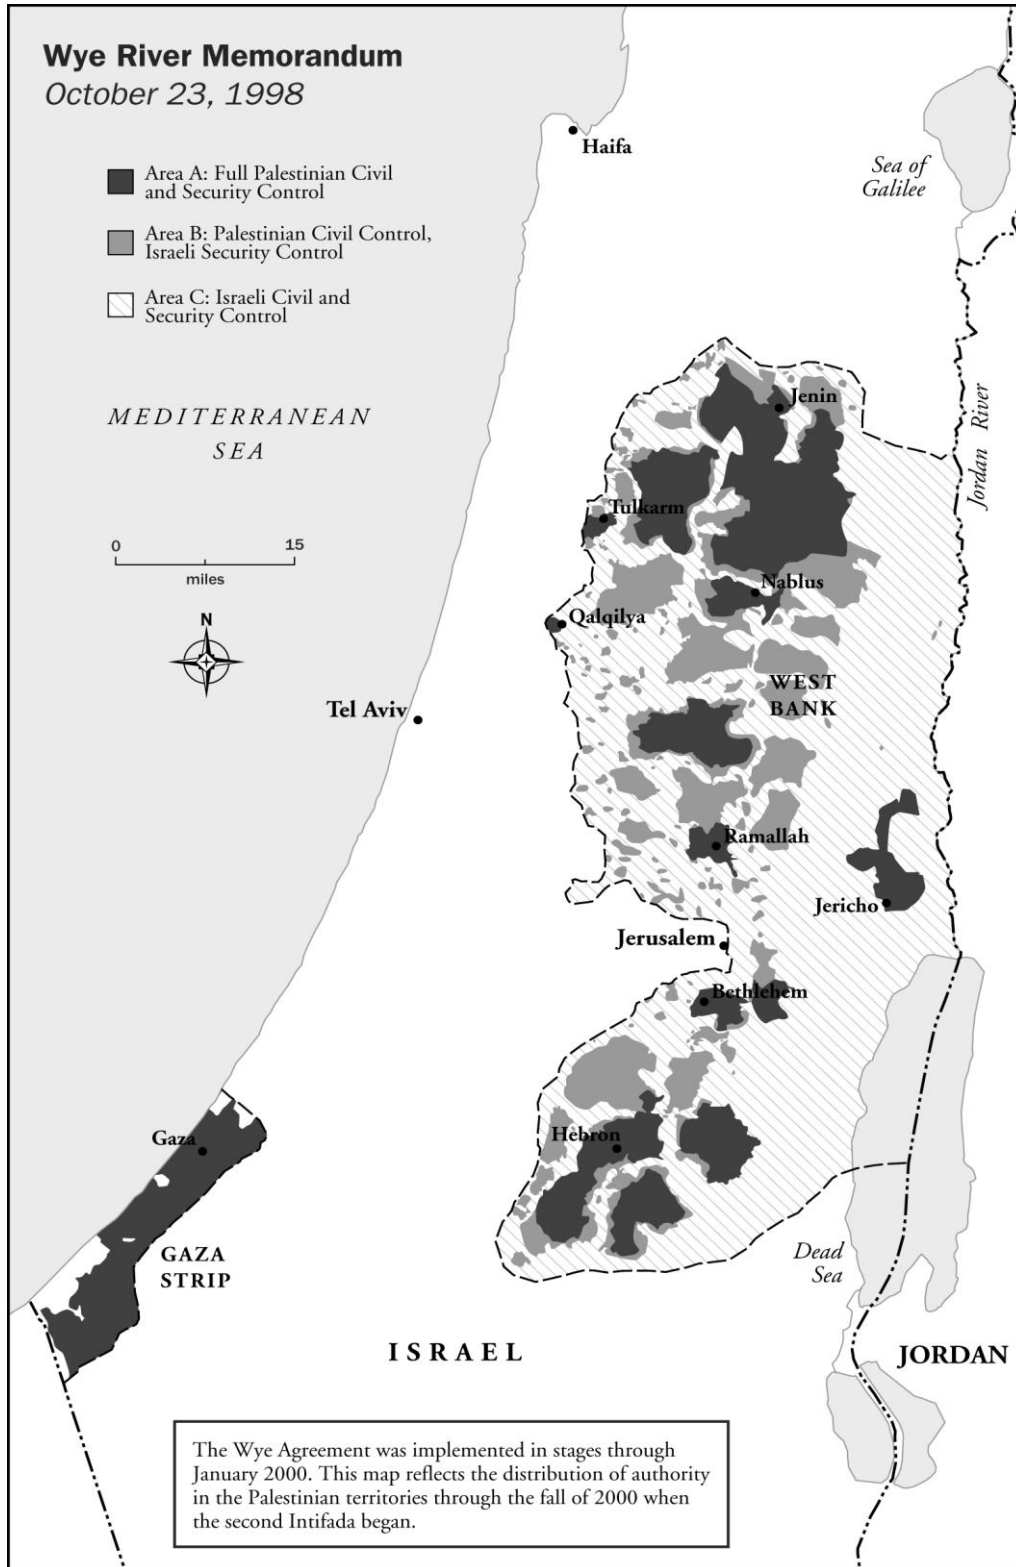 Wye River Memorandum
October 23, 1998
Area A: Full Palestinian Civil
and Security Control
Area B: Palestinian Civil Control,
Israeli Security Control
Area C: Israeli Civil and
Security Control
Haifa
Sea of
Galilee
MEDITERRANEAN
SEA
Jenin
Jordan River
0 15
miles
Tulkarm
N
Nablus
Qalqilya
WEST
BANK
Tel Aviv
Ramallah
Jericho
Jerusalem
Bethlehem
Gaza
Hebron
GAZA
STRIP
Dead
Sea
ISRAEL
JORDAN
The Wye Agreement was implemented in stages through
January 2000. This map reflects the distribution of authority
in the Palestinian territories through the fall of 2000 when
the second Intifada began.